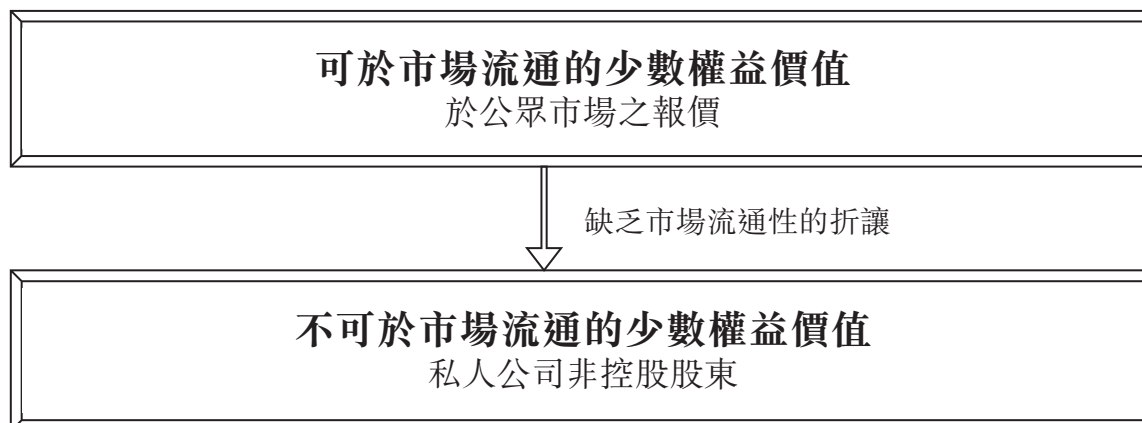 可於市場流通的少數權益價值
於公眾市場之報價
缺乏市場流通性的折讓
不可於市場流通的少數權益價值
私人公司非控股股東